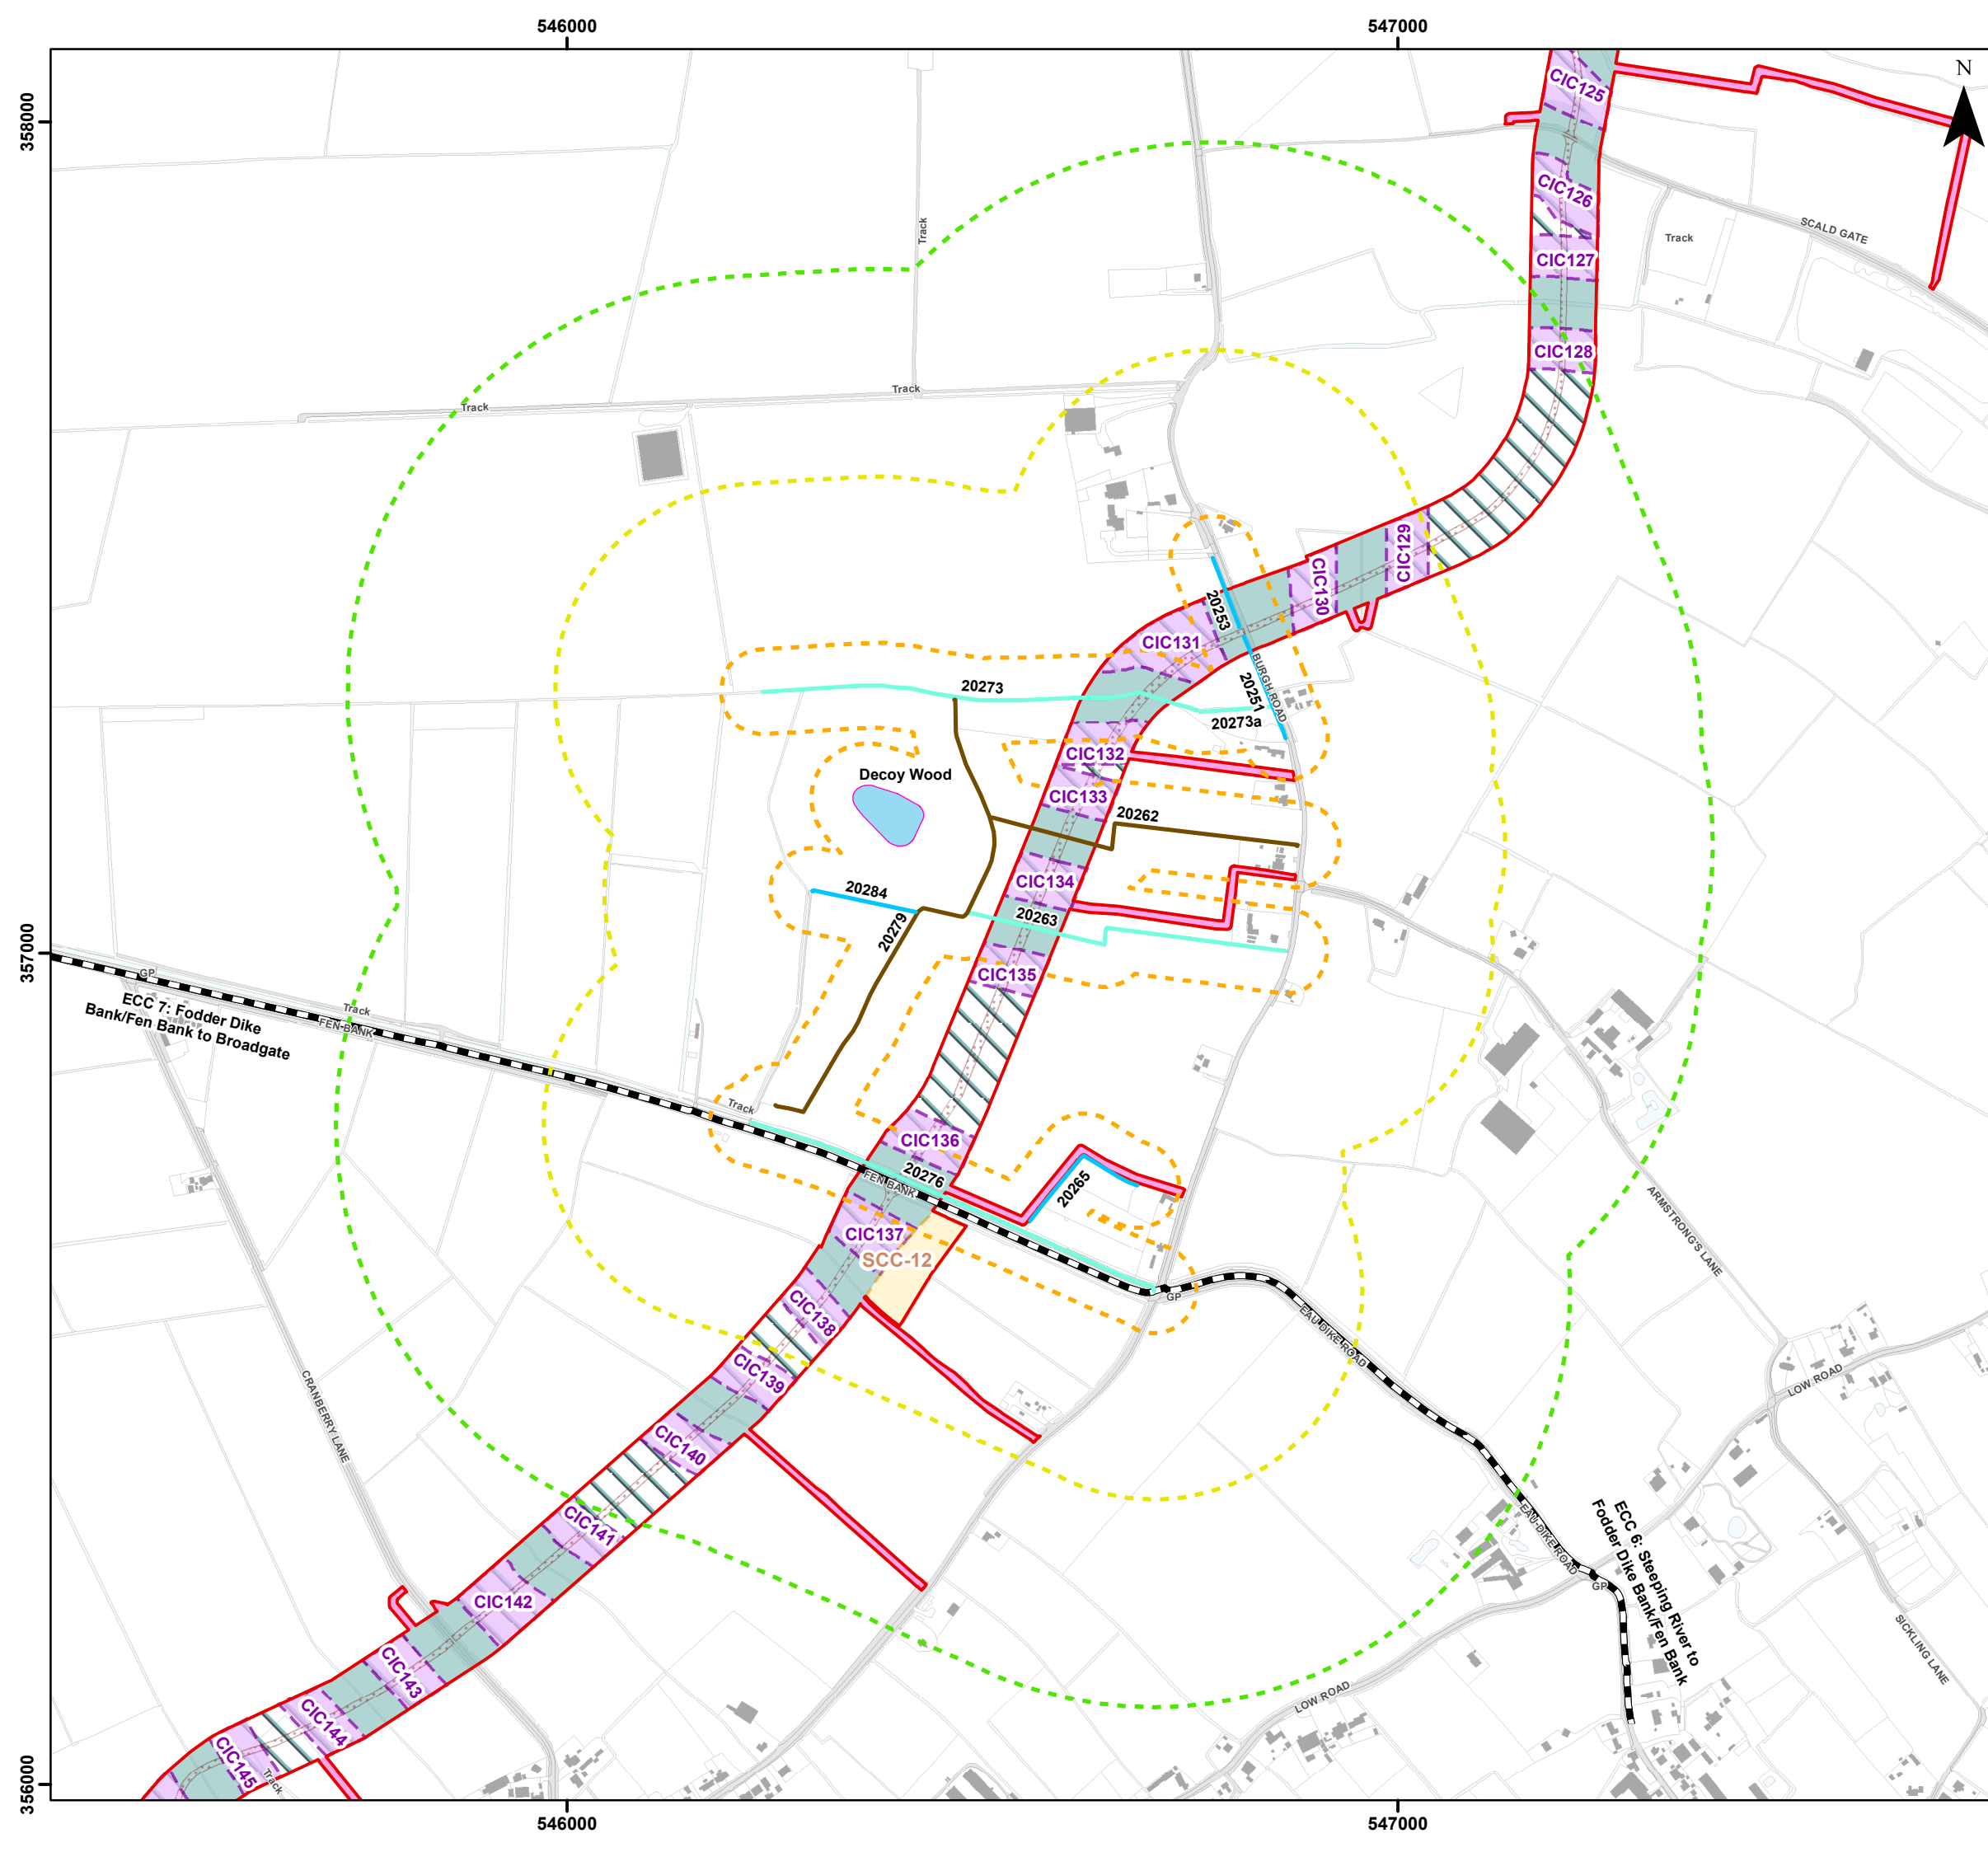 546000
547000
358000
N
CIC125
CIC126
SCALD GATE
Track
Track
CIC127
CIC128
Track
Track
CIC129
CIC130
20253
CIC131
BURGH ROAD
20251
20273
20273a
CIC132
Decoy Wood
CIC133
20262
CIC134
20284
20263
20279
357000
GP
CIC135
ECC 7: Fodder Dike
Bank/Fen Bank to Broadgate
Track
FEN BANK
Track
CIC136
20276
FEN BANK
20265
ARMSTRONG'S LANE
CIC137
SCC-12
GP
CIC138
EAU DIKE ROAD
CIC139
LOW ROAD
CRANBERRY LANE
CIC140
CIC141
EAU DIKE ROAD
ECC 6: Steeping River to
Fodder Dike Bank/Fen Bank
GP
CIC142
SICKLING LANE
CIC143
LOW ROAD
CIC144
CIC145
Track
356000
546000
547000